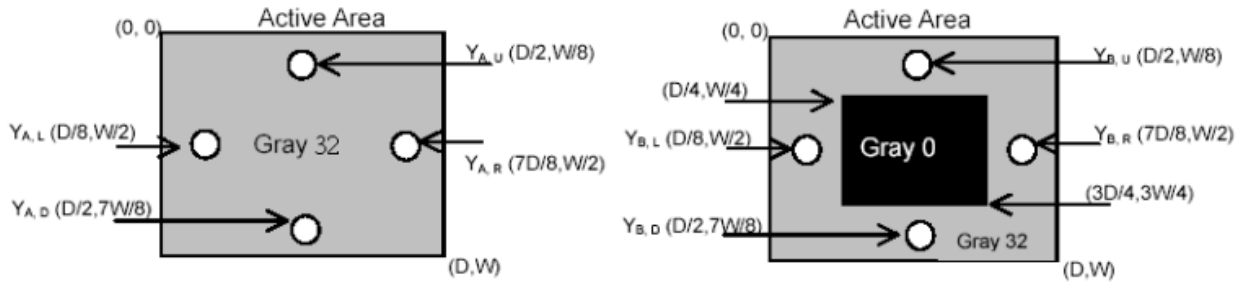 Active Area
(0, 0)
YA, U (D/2,W/8)
YA, L (D/8,W/2)
Gray 32
YA, R (7D/8,W/2)
YA, D (D/2,7W/8)
(D,W)
Active Area
(0, 0)
YB, U (D/2,W/8)
(D/4,W/4)
YB, L (D/8,W/2)
Gray 0
YB, R (7D/8,W/2)
(3D/4,3W/4)
YB, D (D/2,7W/8)
Gray 32
(D,W)